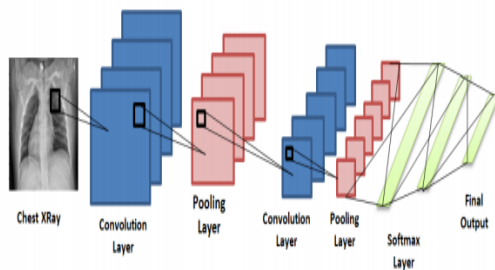 Chest XRay
Convolution
Layer
Pooling
Layer
Convolution
Layer
Pooling
Layer
Softmax
Layer
Final
Output